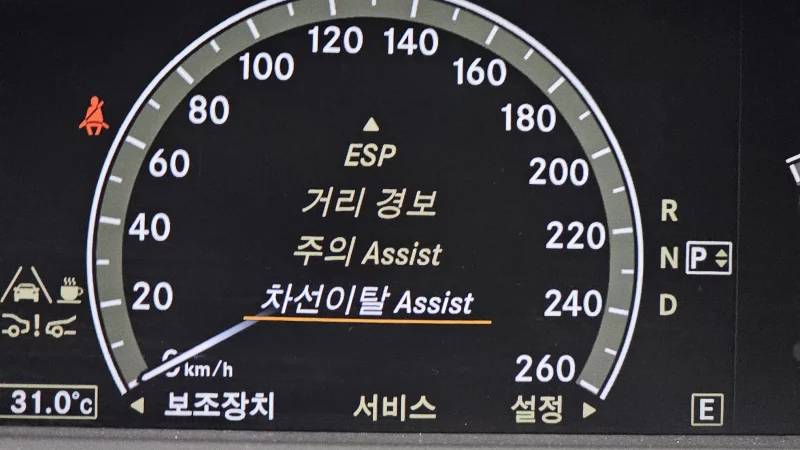 120 140
100 160
80 180
60 200
40 220
20 240
0 260
km/h
ESP
거리 경보
주의 Assist
차선이탈 Assist
R
N P
D
31.0°C
보조장치 서비스 설정
E